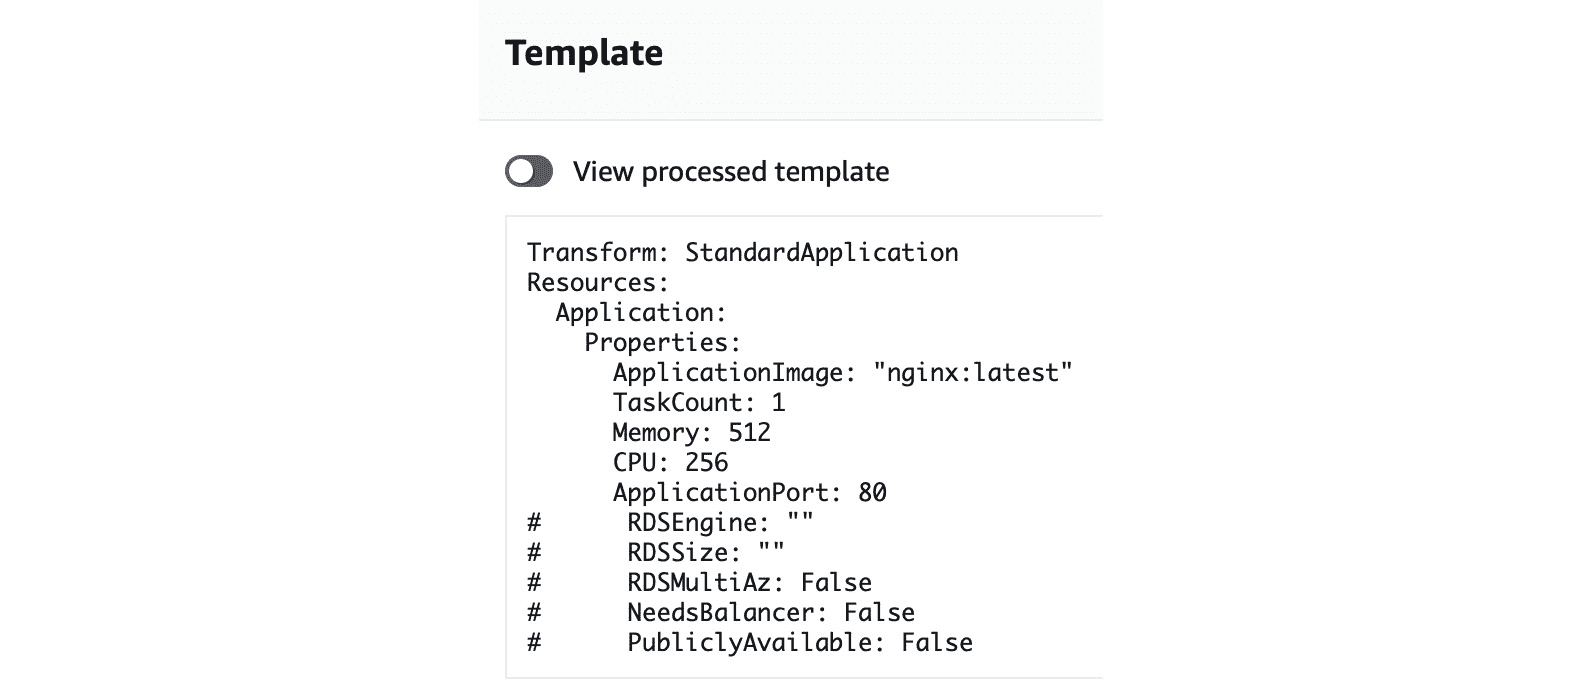 Template
View processed template
Transform: StandardApplication
Resources:
  Application:
    Properties:
      ApplicationImage: "nginx:latest"
      TaskCount: 1
      Memory: 512
      CPU: 256
      ApplicationPort: 80
#      RDSEngine: ""
#      RDSSize: ""
#      RDSMultiAz: False
#      NeedsBalancer: False
#      PubliclyAvailable: False